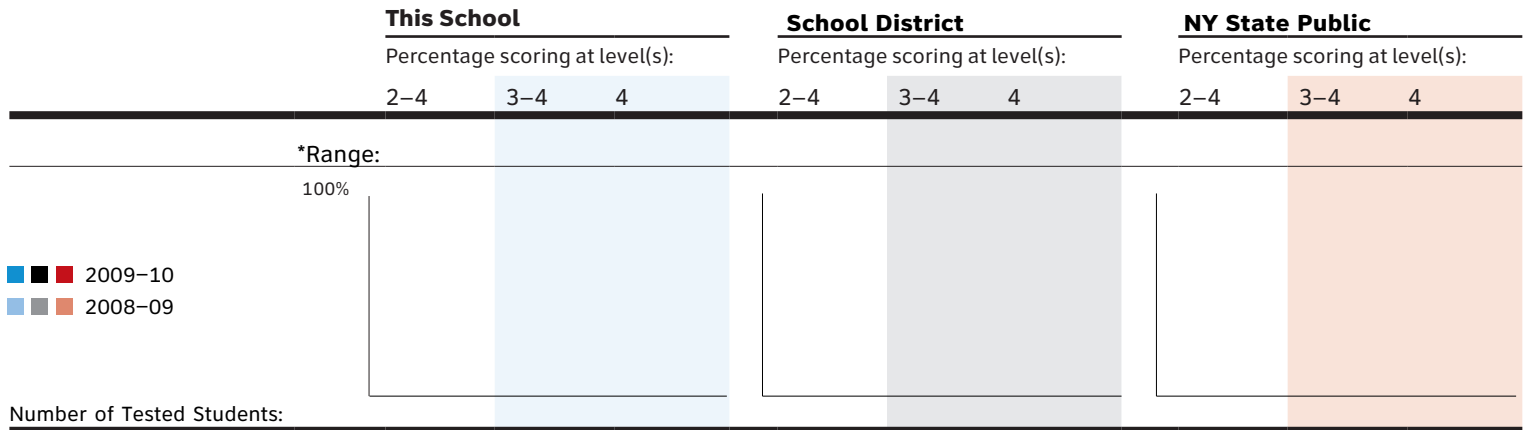 This School School District NY State Public
Percentage scoring at level(s): Percentage scoring at level(s): Percentage scoring at level(s):
2–4 3–4 4 2–4 3–4 4 2–4 3–4 4
*Range:
100%
2009–10
2008–09
Number of Tested Students: